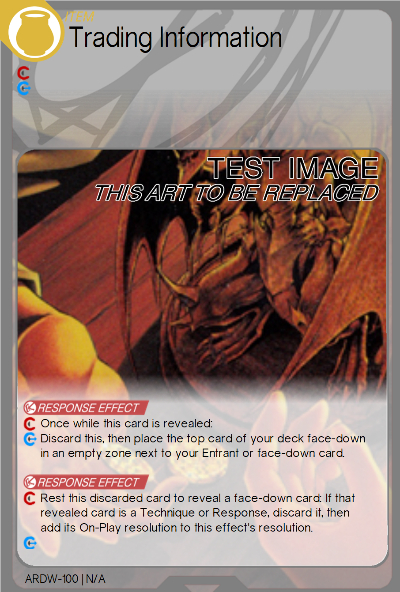 Trading Information
TEST IMAGE
THIS ART TO BE REPLACED
RESPONSE EFFECT
Once while this card is revealed:
Discard this, then place the top card of your deck face-down
in an empty zone next to your Entrant or face-down card.
RESPONSE EFFECT
Rest this discarded card to reveal a face-down card: If that
revealed card is a Technique or Response, discard it, then
add its On-Play resolution to this effect's resolution.
ARDW-100 | N/A